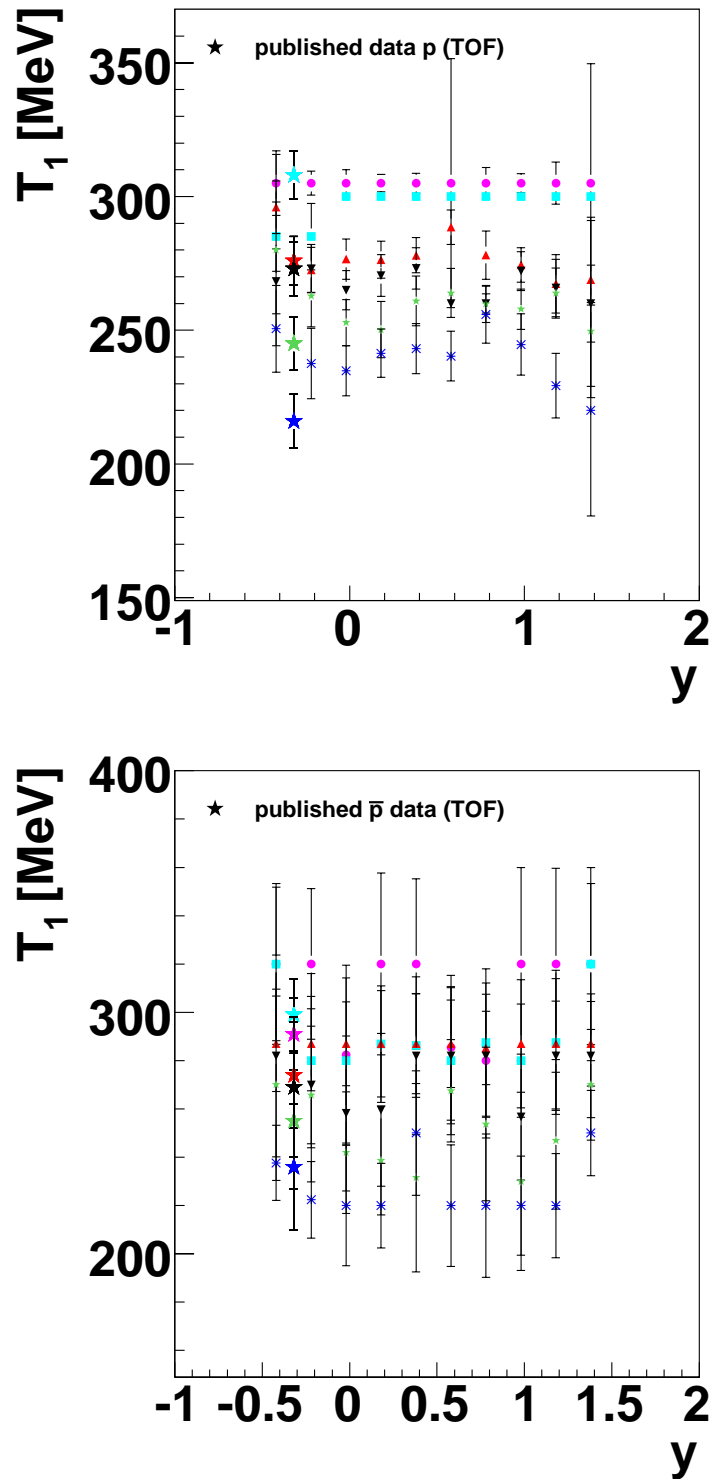 T₁ [MeV]
★ published data p (TOF)
350
300
250
200
150
-1 0 1 2
y
T₁ [MeV]
400
★ published p̅ data (TOF)
300
200
-1 -0.5 0 0.5 1 1.5 2
y